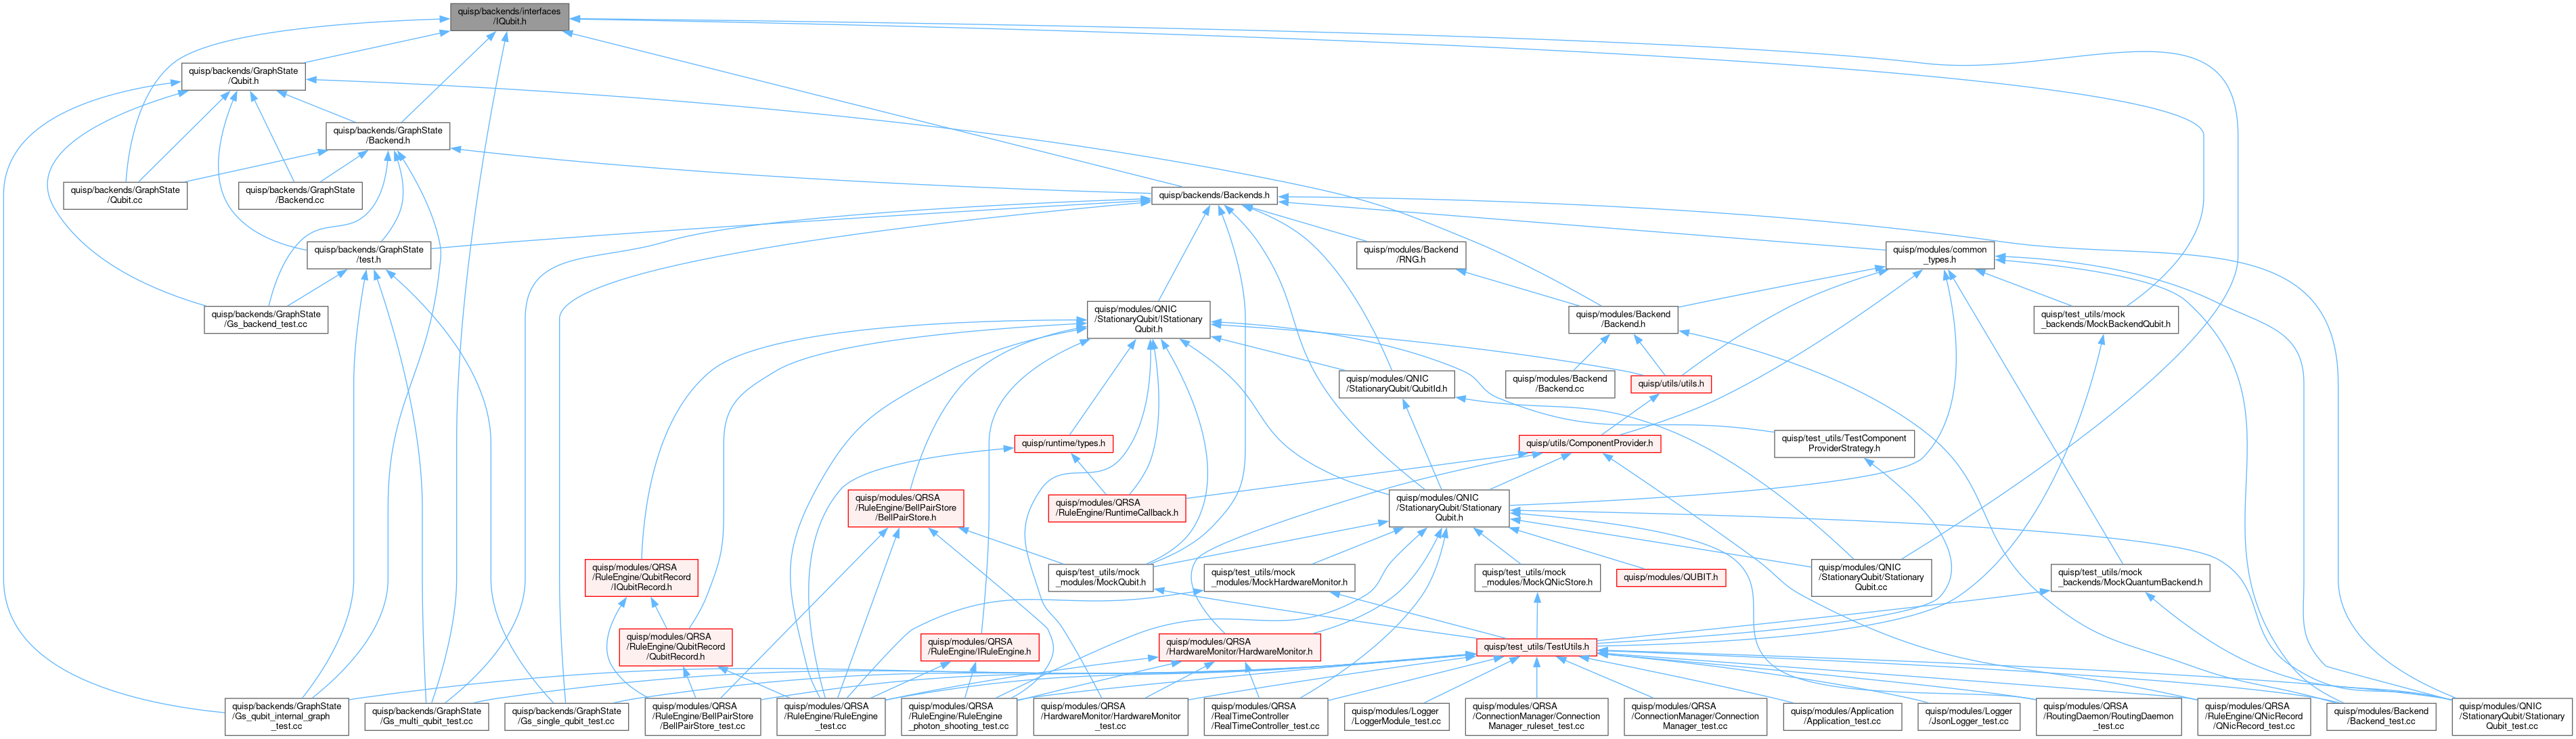 quisp/backends/interfaces
/IQubit.h
quisp/backends/GraphState
/Qubit.h
quisp/backends/GraphState
/Backend.h
quisp/backends/GraphState
/Qubit.cc
quisp/backends/GraphState
/Backend.cc
quisp/backends/Backends.h
quisp/backends/GraphState
/test.h
quisp/modules/Backend
/RNG.h
quisp/modules/common
_types.h
quisp/backends/GraphState
/Gs_backend_test.cc
quisp/modules/QNIC
/StationaryQubit/IStationary
Qubit.h
quisp/modules/Backend
/Backend.h
quisp/test_utils/mock
_backends/MockBackendQubit.h
quisp/modules/QNIC
/StationaryQubit/QubitId.h
quisp/modules/Backend
/Backend.cc
quisp/utils/utils.h
quisp/runtime/types.h
quisp/utils/ComponentProvider.h
quisp/test_utils/TestComponent
ProviderStrategy.h
quisp/modules/QRSA
/RuleEngine/BellPairStore
/BellPairStore.h
quisp/modules/QRSA
/RuleEngine/RuntimeCallback.h
quisp/modules/QNIC
/StationaryQubit/Stationary
Qubit.h
quisp/modules/QRSA
/RuleEngine/QubitRecord
/IQubitRecord.h
quisp/test_utils/mock
_modules/MockQubit.h
quisp/test_utils/mock
_modules/MockHardwareMonitor.h
quisp/test_utils/mock
_modules/MockQNicStore.h
quisp/modules/QUBIT.h
quisp/modules/QNIC
/StationaryQubit/Stationary
Qubit.cc
quisp/test_utils/mock
_backends/MockQuantumBackend.h
quisp/modules/QRSA
/RuleEngine/QubitRecord
/QubitRecord.h
quisp/modules/QRSA
/RuleEngine/IRuleEngine.h
quisp/modules/QRSA
/HardwareMonitor/HardwareMonitor.h
quisp/test_utils/TestUtils.h
quisp/backends/GraphState
/Gs_qubit_internal_graph
_test.cc
quisp/backends/GraphState
/Gs_multi_qubit_test.cc
quisp/backends/GraphState
/Gs_single_qubit_test.cc
quisp/modules/QRSA
/RuleEngine/BellPairStore
/BellPairStore_test.cc
quisp/modules/QRSA
/RuleEngine/RuleEngine
_test.cc
quisp/modules/QRSA
/RuleEngine/RuleEngine
_photon_shooting_test.cc
quisp/modules/QRSA
/HardwareMonitor/HardwareMonitor
_test.cc
quisp/modules/QRSA
/RealTimeController
/RealTimeController_test.cc
quisp/modules/Logger
/LoggerModule_test.cc
quisp/modules/QRSA
/ConnectionManager/Connection
Manager_ruleset_test.cc
quisp/modules/QRSA
/ConnectionManager/Connection
Manager_test.cc
quisp/modules/Application
/Application_test.cc
quisp/modules/Logger
/JsonLogger_test.cc
quisp/modules/QRSA
/RoutingDaemon/RoutingDaemon
_test.cc
quisp/modules/QRSA
/RuleEngine/QNicRecord
/QNicRecord_test.cc
quisp/modules/Backend
/Backend_test.cc
quisp/modules/QNIC
/StationaryQubit/Stationary
Qubit_test.cc